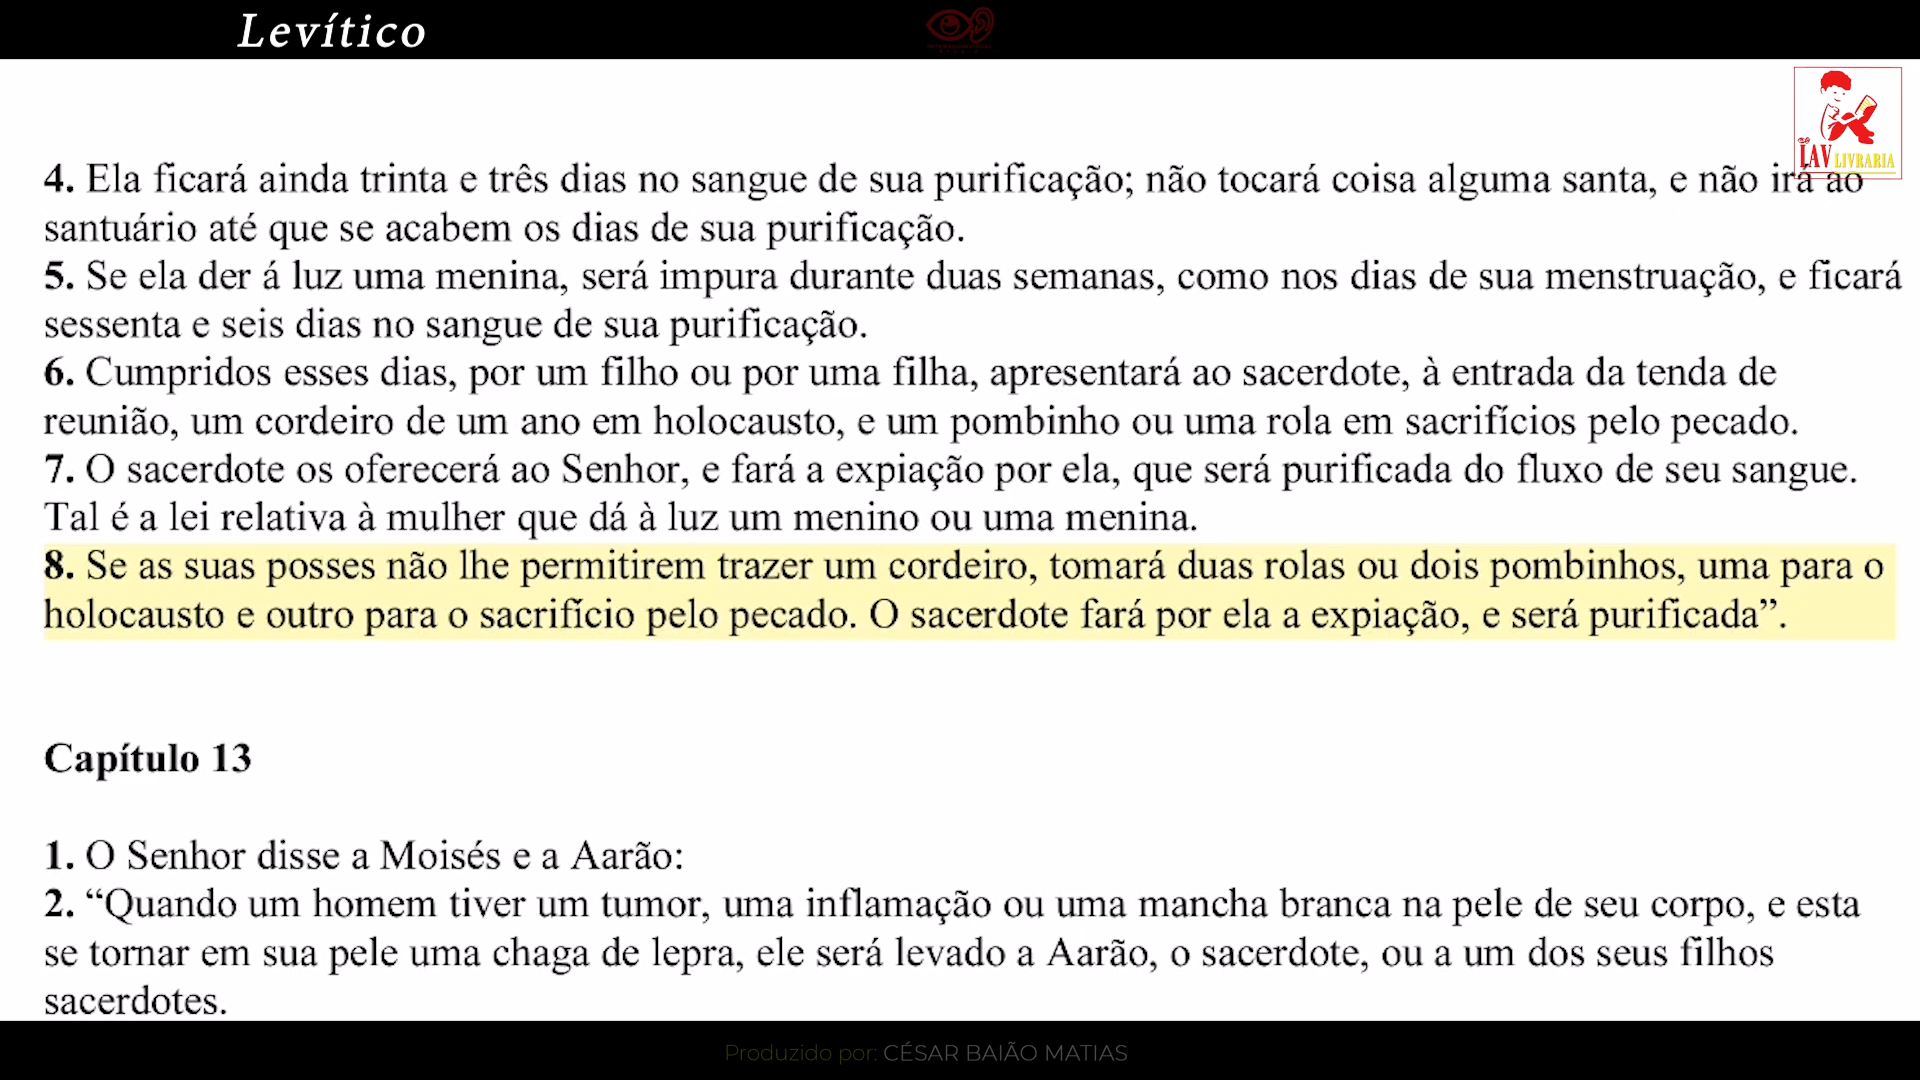 Levítico
LAV LIVRARIA
4. Ela ficará ainda trinta e três dias no sangue de sua purificação; não tocará coisa alguma santa, e não irá ao
santuário até que se acabem os dias de sua purificação.
5. Se ela der á luz uma menina, será impura durante duas semanas, como nos dias de sua menstruação, e ficará
sessenta e seis dias no sangue de sua purificação.
6. Cumpridos esses dias, por um filho ou por uma filha, apresentará ao sacerdote, à entrada da tenda de
reunião, um cordeiro de um ano em holocausto, e um pombinho ou uma rola em sacrifícios pelo pecado.
7. O sacerdote os oferecerá ao Senhor, e fará a expiação por ela, que será purificada do fluxo de seu sangue.
Tal é a lei relativa à mulher que dá à luz um menino ou uma menina.
8. Se as suas posses não lhe permitirem trazer um cordeiro, tomará duas rolas ou dois pombinhos, uma para o
holocausto e outro para o sacrifício pelo pecado. O sacerdote fará por ela a expiação, e será purificada”.
Capítulo 13
1. O Senhor disse a Moisés e a Aarão:
2. “Quando um homem tiver um tumor, uma inflamação ou uma mancha branca na pele de seu corpo, e esta
se tornar em sua pele uma chaga de lepra, ele será levado a Aarão, o sacerdote, ou a um dos seus filhos
sacerdotes.
Produzido por: CÉSAR BAIÃO MATIAS